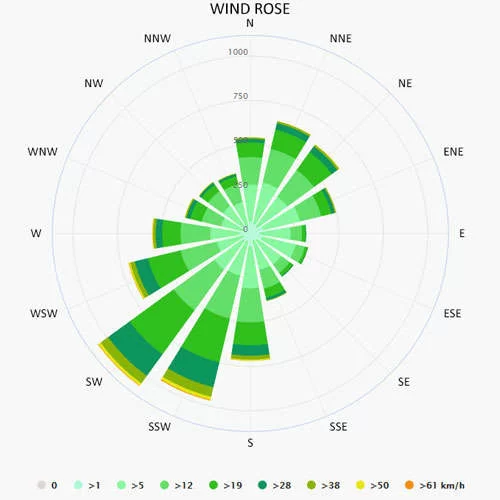 WIND ROSE
N
NNW
NNE
1000
NW
NE
750
500
WNW
ENE
250
W
0
E
WSW
ESE
SW
SE
SSW
SSE
S
0 >1 >5 >12 >19 >28 >38 >50 >61 km/h